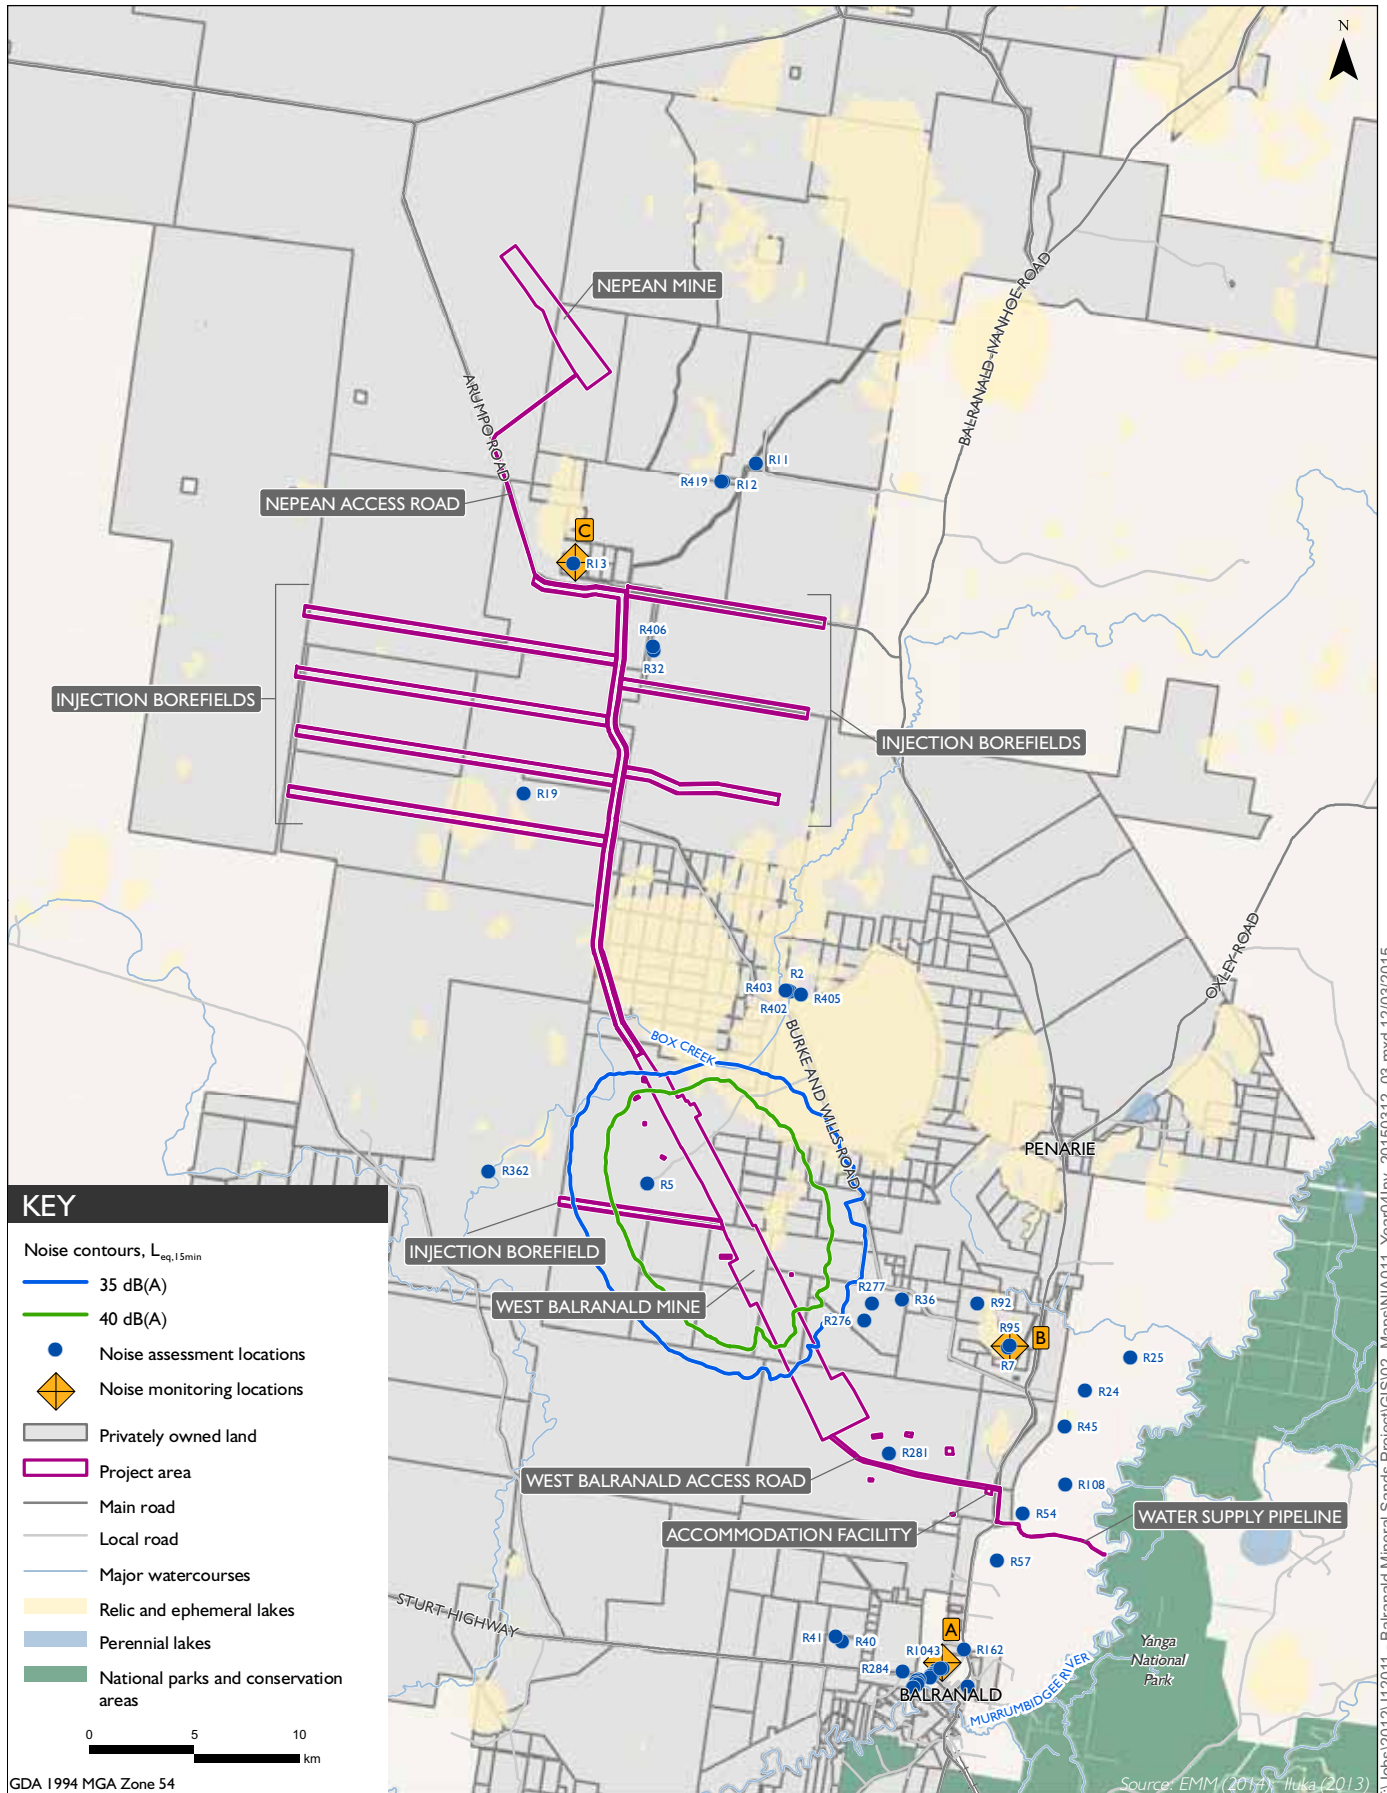 N
NEPEAN MINE
BALRANALD-IVANHOE ROAD
ARUMPO ROAD
R11
R419
R12
NEPEAN ACCESS ROAD
C
R13
R406
R32
INJECTION BOREFIELDS
INJECTION BOREFIELDS
R19
OXLEY ROAD
R2
R403
R405
R402
BOX CREEK
BURKE AND WILLS ROAD
PENARIE
R362
R5
INJECTION BOREFIELD
R277
R36
R92
WEST BALRANALD MINE
R276
R95
B
R7
R25
R24
R45
R281
WEST BALRANALD ACCESS ROAD
R108
R54
WATER SUPPLY PIPELINE
ACCOMMODATION FACILITY
R57
STURT HIGHWAY
A
R41
R40
R1043
R162
R284
BALRANALD
MURRUMBIDGEE RIVER
Yanga
National
Park
KEY
Noise contours, Leq,15min
35 dB(A)
40 dB(A)
Noise assessment locations
Noise monitoring locations
Privately owned land
Project area
Main road
Local road
Major watercourses
Relic and ephemeral lakes
Perennial lakes
National parks and conservation
areas
0 5 10
km
GDA 1994 MGA Zone 54
Source: EMM (2014); Iluka (2013)